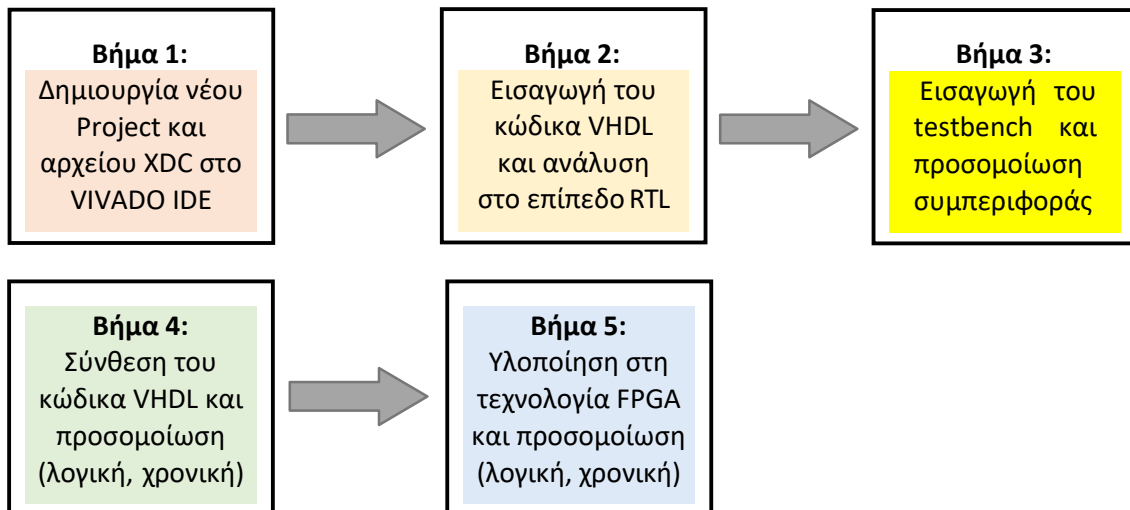 Βήμα 1:
Δημιουργία νέου
Project και
αρχείου XDC στο
VIVADO IDE
Βήμα 2:
Εισαγωγή του
κώδικα VHDL
και ανάλυση
στο επίπεδο RTL
Βήμα 3:
Εισαγωγή του
testbench και
προσομοίωση
συμπεριφοράς
Βήμα 4:
Σύνθεση του
κώδικα VHDL και
προσομοίωση
(λογική, χρονική)
Βήμα 5:
Υλοποίηση στη
τεχνολογία FPGA
και προσομοίωση
(λογική, χρονική)